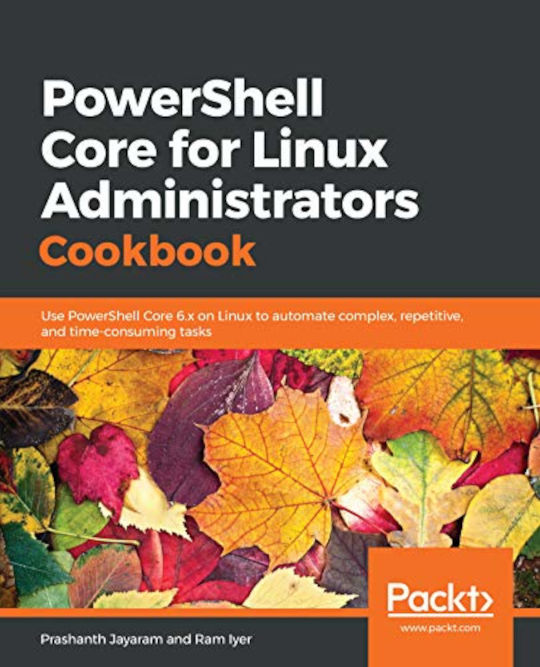 PowerShell
Core for Linux
Administrators
Cookbook
Use PowerShell Core 6.x on Linux to automate complex, repetitive,
and time-consuming tasks
Packt>
www.packt.com
Prashanth Jayaram and Ram Iyer